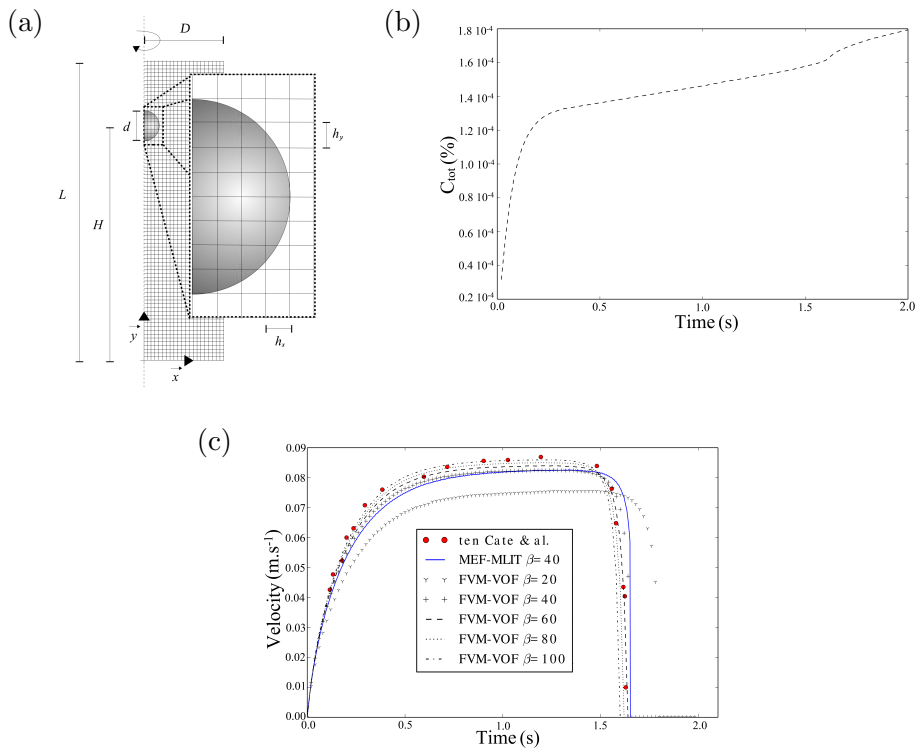 (a)
D
d
h_y
L
H
y
x
h_x
(b)
1.8 10^-4
1.6 10^-4
1.4 10^-4
1.2 10^-4
1.0 10^-4
0.8 10^-4
0.6 10^-4
0.4 10^-4
0.2 10^-4
C_tot (%)
0.0 0.5 1.0 1.5 2.0
Time (s)
(c)
0.09
0.08
0.07
0.06
0.05
0.04
0.03
0.02
0.01
0.00
Velocity (m.s^-1)
ten Cate & al.
MEF-MLIT β= 40
FVM-VOF β= 20
FVM-VOF β= 40
FVM-VOF β= 60
FVM-VOF β= 80
FVM-VOF β= 100
0.0 0.5 1.0 1.5 2.0
Time (s)